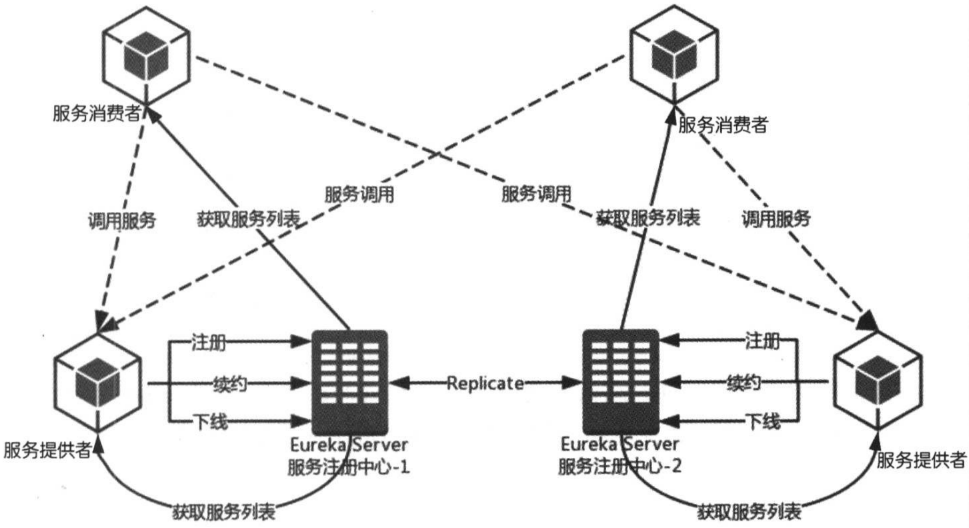 服务消费者
服务消费者
服务调用
服务调用
调用服务
获取服务列表
获取服务列表
调用服务
注册
注册
续约
Replicate
续约
下线
下线
Eureka Server
服务注册中心-1
Eureka Server
服务注册中心-2
服务提供者
服务提供者
获取服务列表
获取服务列表